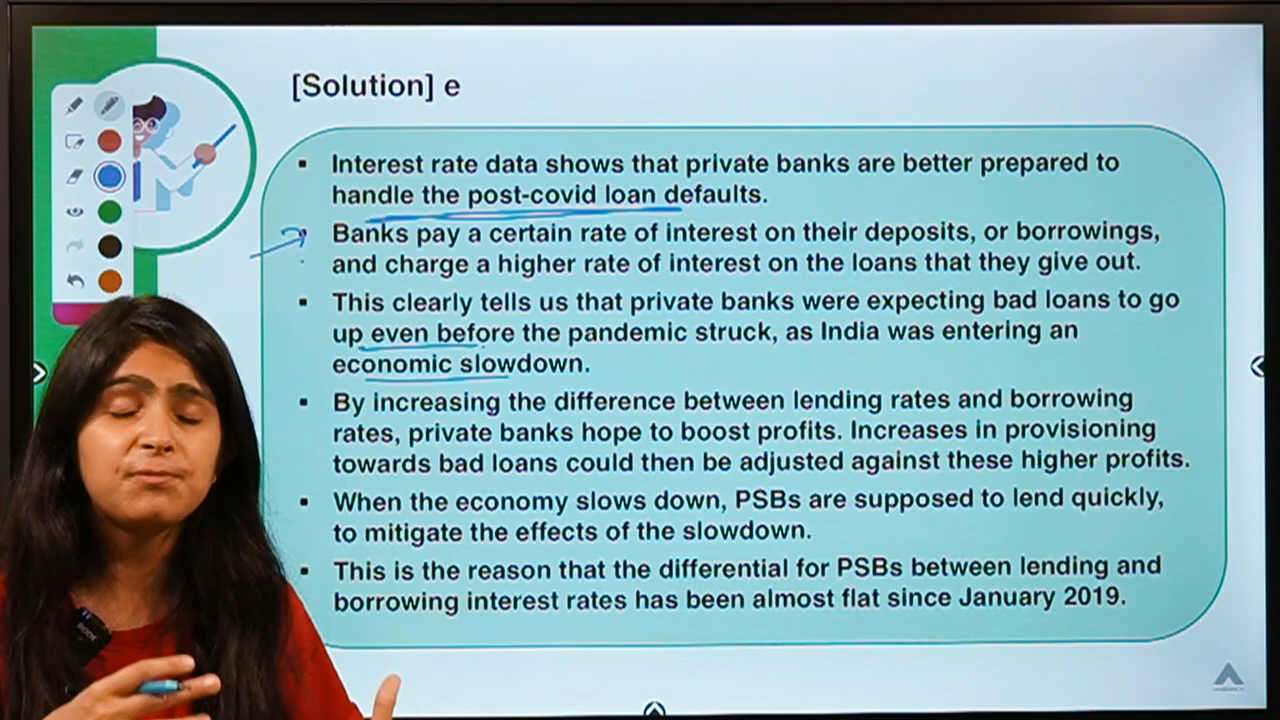 [Solution] e
▪ Interest rate data shows that private banks are better prepared to
handle the post-covid loan defaults.
▪ Banks pay a certain rate of interest on their deposits, or borrowings,
and charge a higher rate of interest on the loans that they give out.
▪ This clearly tells us that private banks were expecting bad loans to go
up even before the pandemic struck, as India was entering an
economic slowdown.
▪ By increasing the difference between lending rates and borrowing
rates, private banks hope to boost profits. Increases in provisioning
towards bad loans could then be adjusted against these higher profits.
▪ When the economy slows down, PSBs are supposed to lend quickly,
to mitigate the effects of the slowdown.
▪ This is the reason that the differential for PSBs between lending and
borrowing interest rates has been almost flat since January 2019.